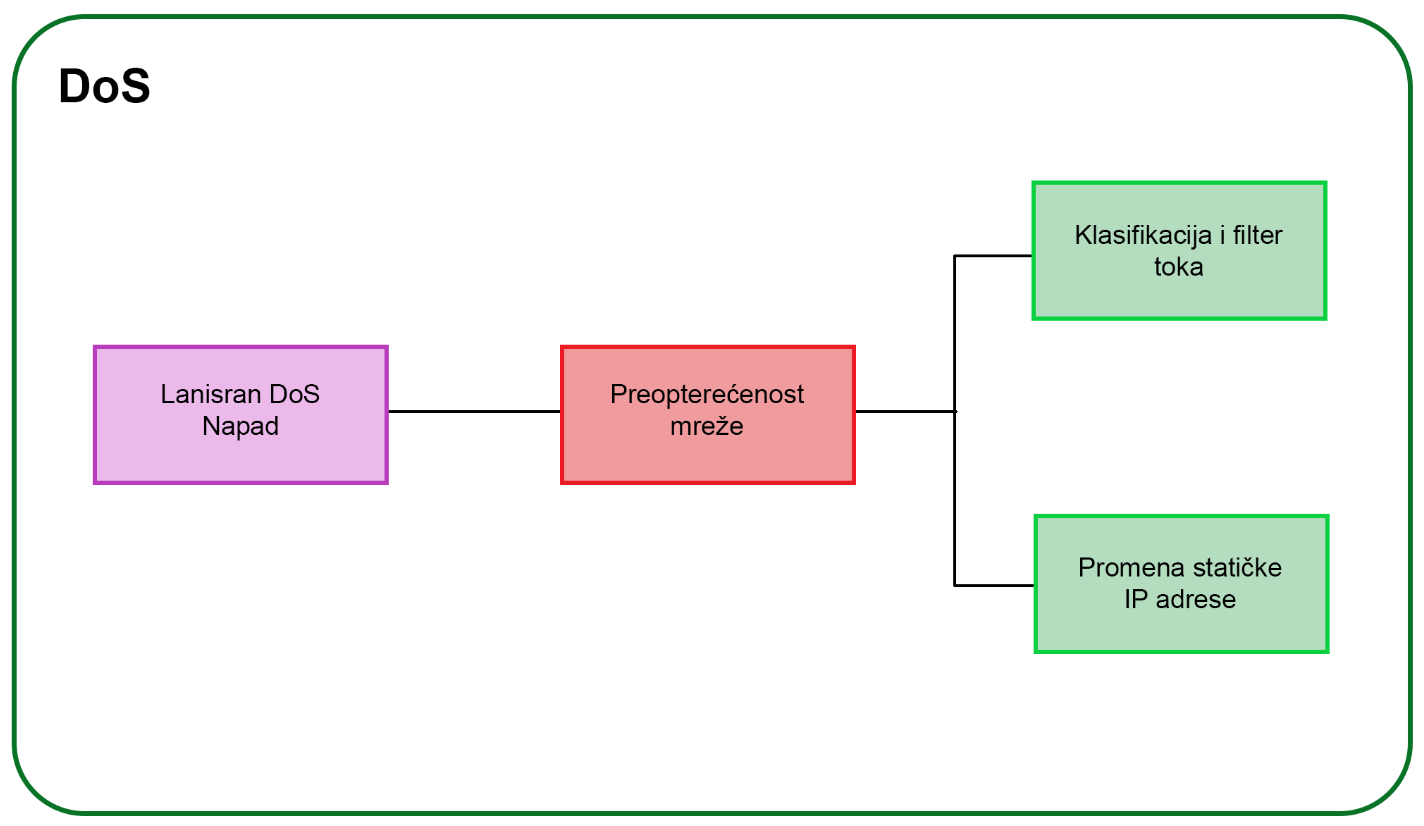 DoS
Klasifikacija i filter
toka
Lanisran DoS
Napad
Preopterećenost
mreže
Promena statičke
IP adrese